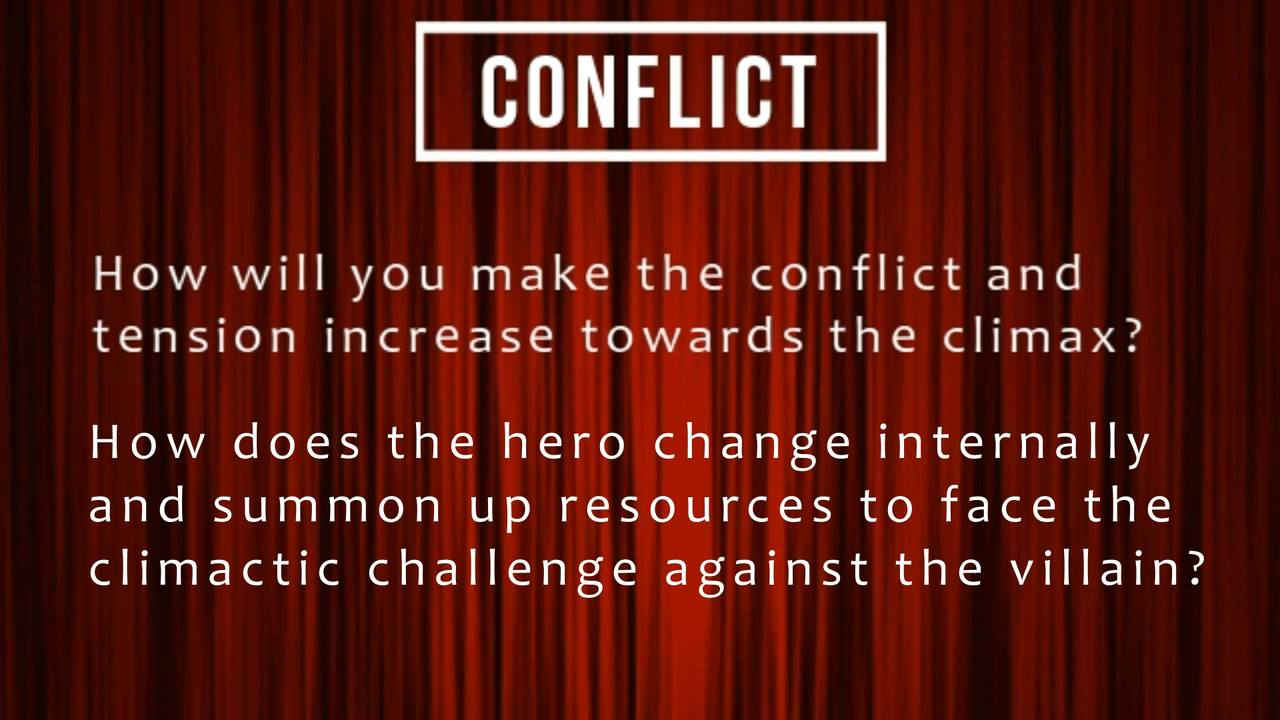 CONFLICT
How will you make the conflict and
tension increase towards the climax?
How does the hero change internally
and summon up resources to face the
climactic challenge against the villain?